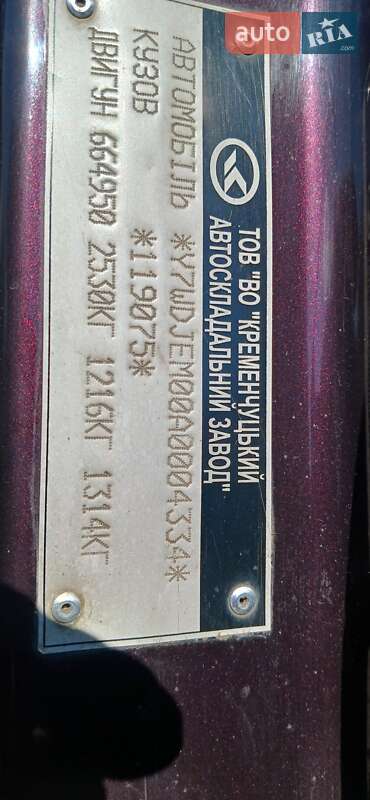 auto RIA.com
ТОВ "ВО "КРЕМЕНЧУЦЬКИЙ
АВТОСКЛАДАЛЬНИЙ ЗАВОД"
АВТОМОБІЛЬ *Y7WDJEM00A0004334*
КУЗОВ *119075*
ДВИГУН 664950 2530КГ 1216КГ 1314КГ